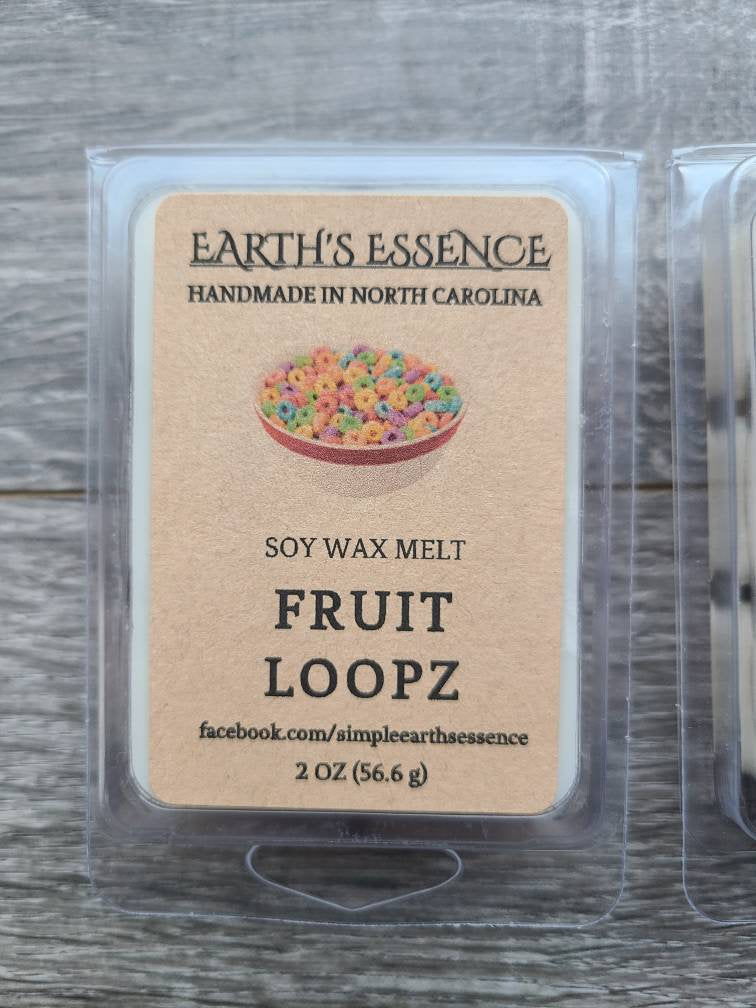 EARTH'S ESSENCE
HANDMADE IN NORTH CAROLINA
SOY WAX MELT
FRUIT
LOOPZ
facebook.com/simpleearthsessence
2 OZ (56.6 g)